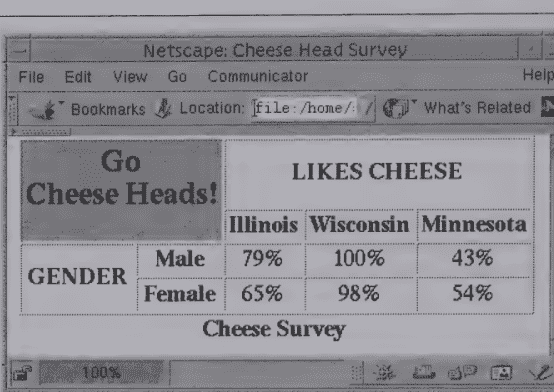 Netscape: Cheese Head Survey
File Edit View Go Communicator Help
Bookmarks Location: file:/home/ What's Related
Go
Cheese Heads!
LIKES CHEESE
Illinois Wisconsin Minnesota
GENDER
Male 79% 100% 43%
Female 65% 98% 54%
Cheese Survey
100%